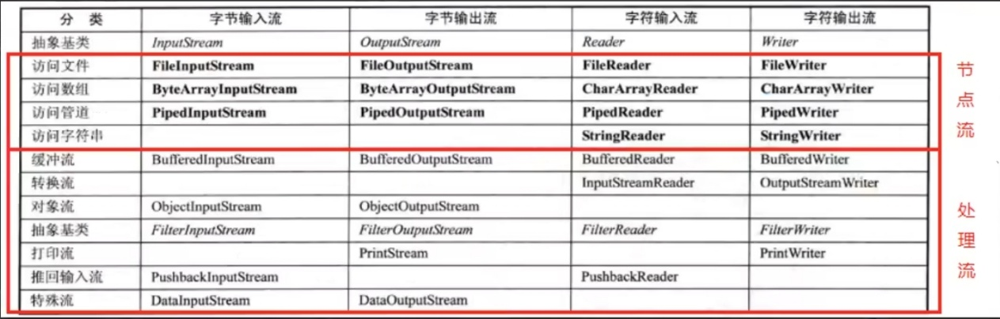 分 类 字节输入流 字节输出流 字符输入流 字符输出流
抽象基类 InputStream OutputStream Reader Writer
访问文件 FileInputStream FileOutputStream FileReader FileWriter
访问数组 ByteArrayInputStream ByteArrayOutputStream CharArrayReader CharArrayWriter
访问管道 PipedInputStream PipedOutputStream PipedReader PipedWriter
访问字符串 StringReader StringWriter
缓冲流 BufferedInputStream BufferedOutputStream BufferedReader BufferedWriter
转换流 InputStreamReader OutputStreamWriter
对象流 ObjectInputStream ObjectOutputStream
抽象基类 FilterInputStream FilterOutputStream FilterReader FilterWriter
打印流 PrintStream PrintWriter
推回输入流 PushbackInputStream PushbackReader
特殊流 DataInputStream DataOutputStream
节点流
处理流